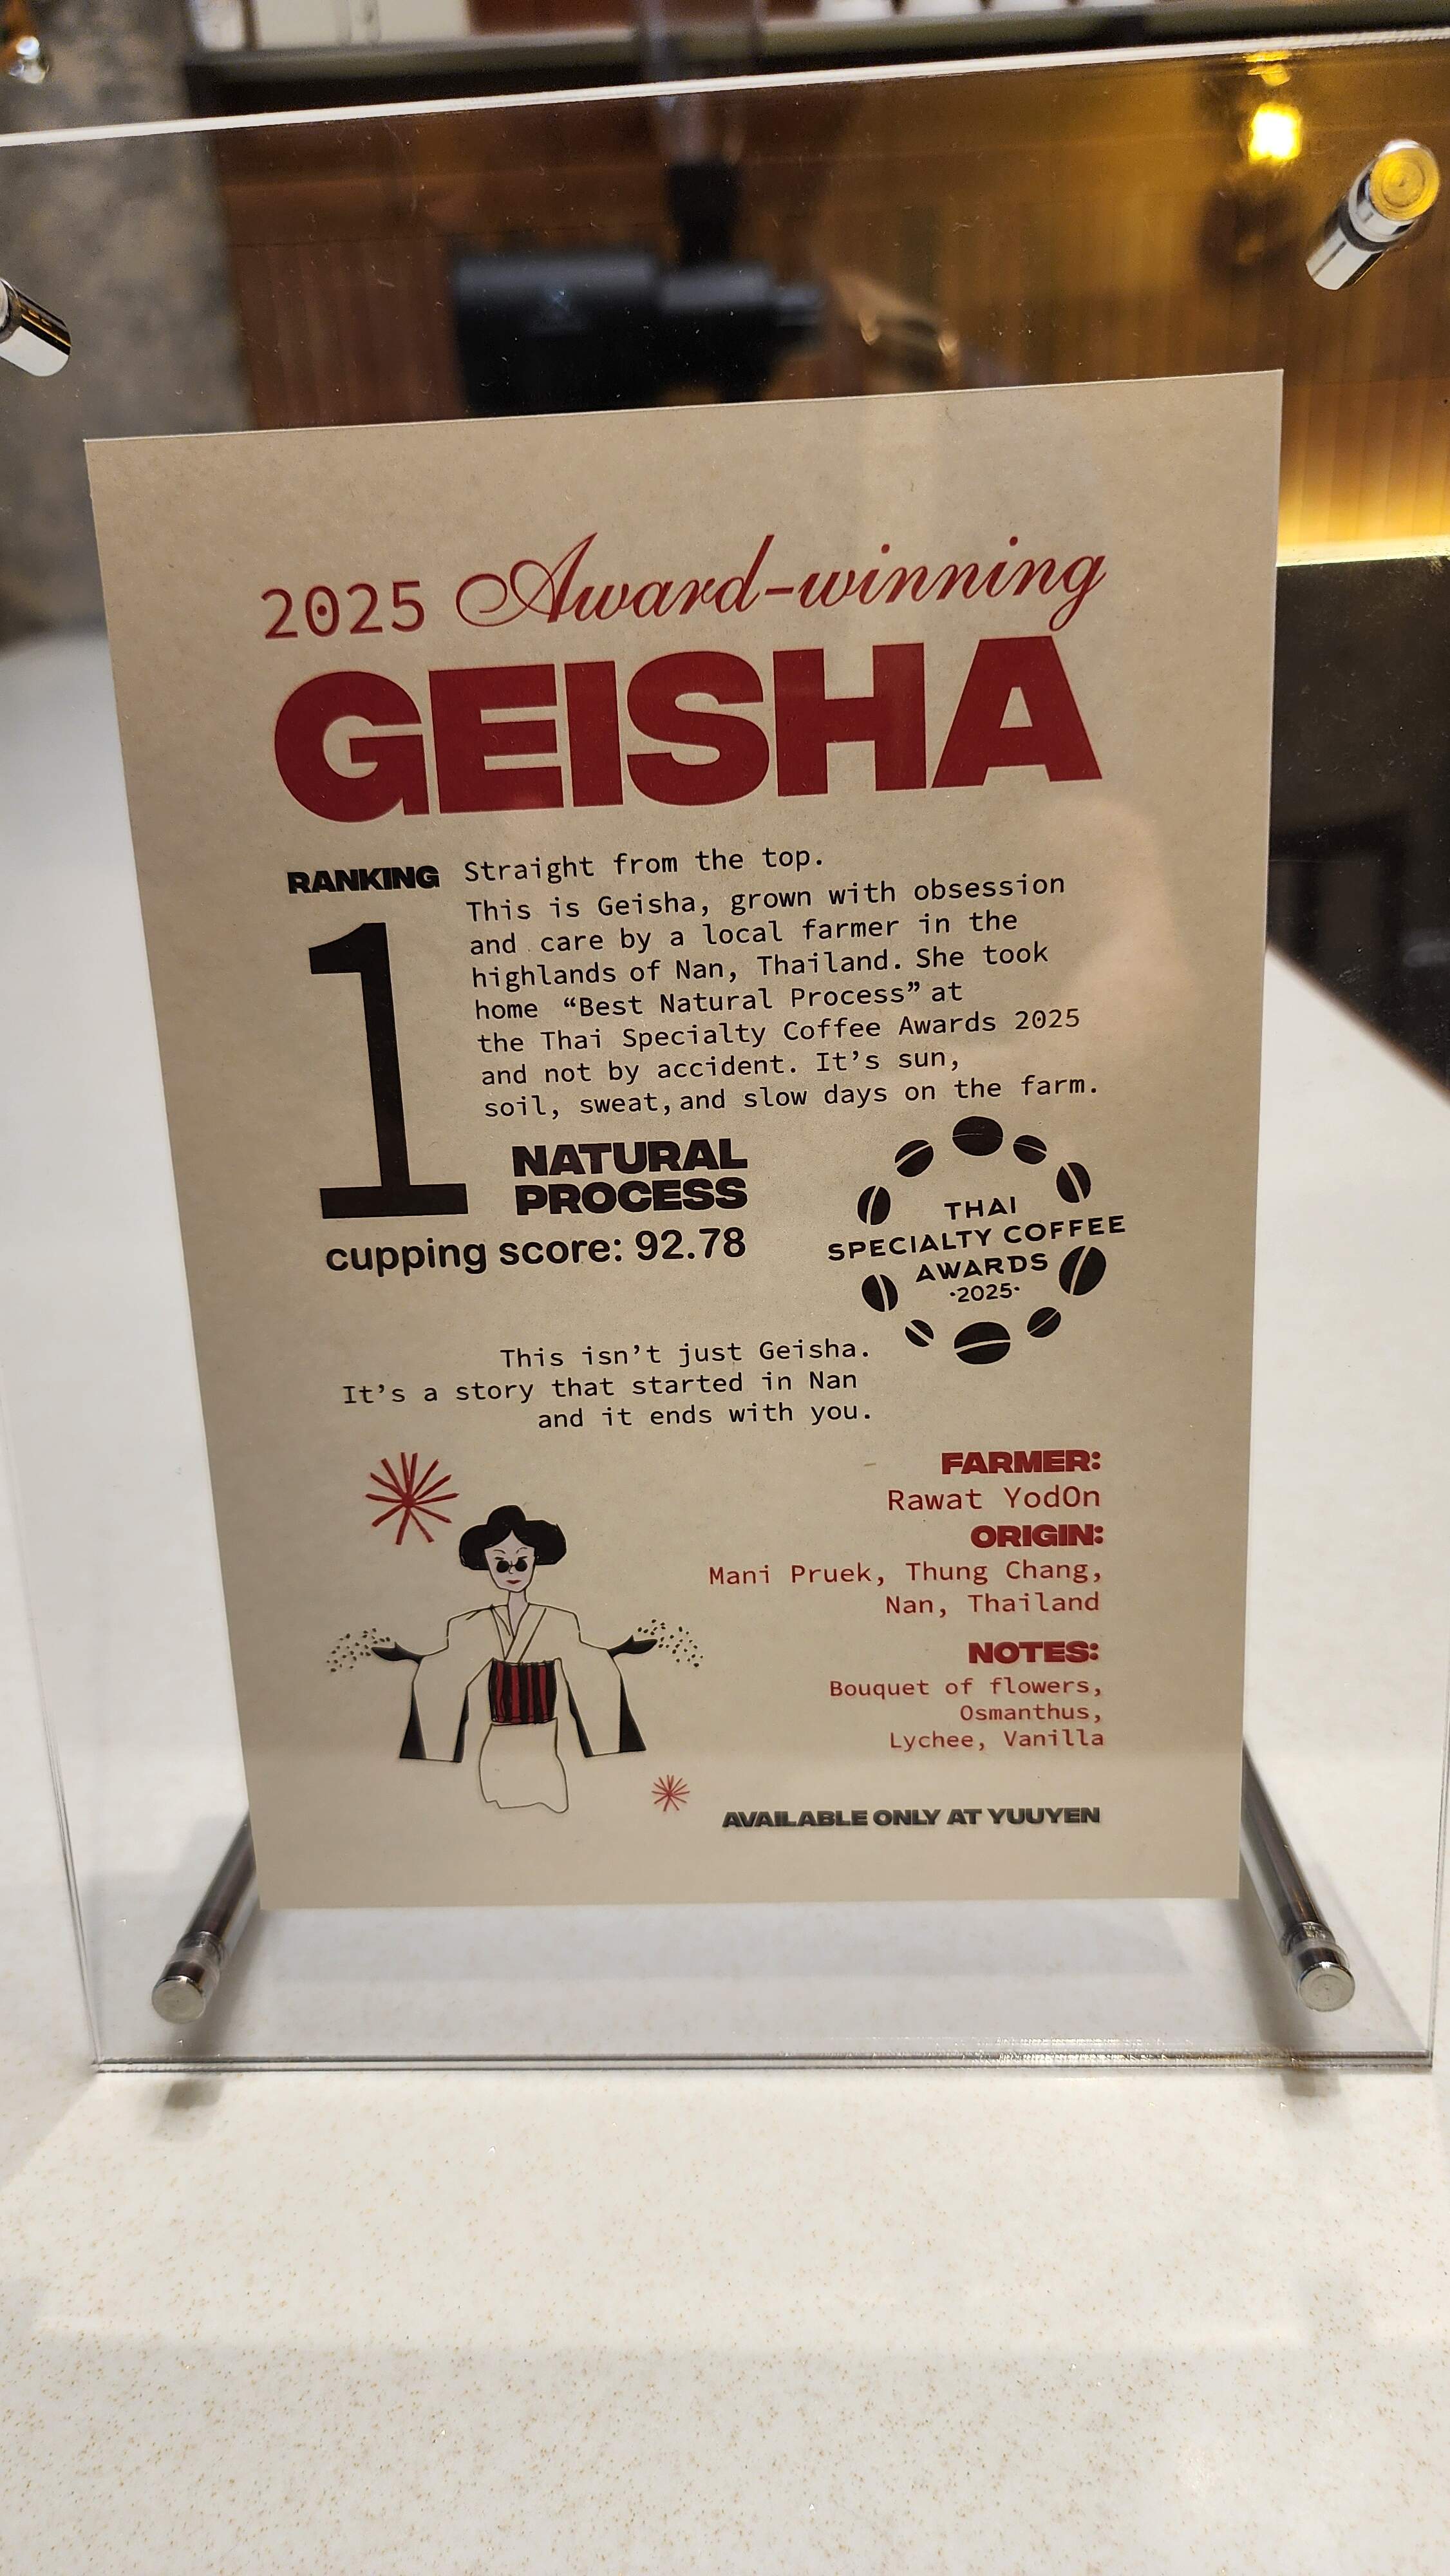 2025 Award-winning
GEISHA
RANKING
1
Straight from the top.
This is Geisha, grown with obsession
and care by a local farmer in the
highlands of Nan, Thailand. She took
home “Best Natural Process” at
the Thai Specialty Coffee Awards 2025
and not by accident. It’s sun,
soil, sweat, and slow days on the farm.
NATURAL
PROCESS
cupping score: 92.78
THAI
SPECIALTY COFFEE
AWARDS
·2025·
This isn’t just Geisha.
It’s a story that started in Nan
and it ends with you.
FARMER:
Rawat YodOn
ORIGIN:
Mani Pruek, Thung Chang,
Nan, Thailand
NOTES:
Bouquet of flowers,
Osmanthus,
Lychee, Vanilla
AVAILABLE ONLY AT YUUYEN